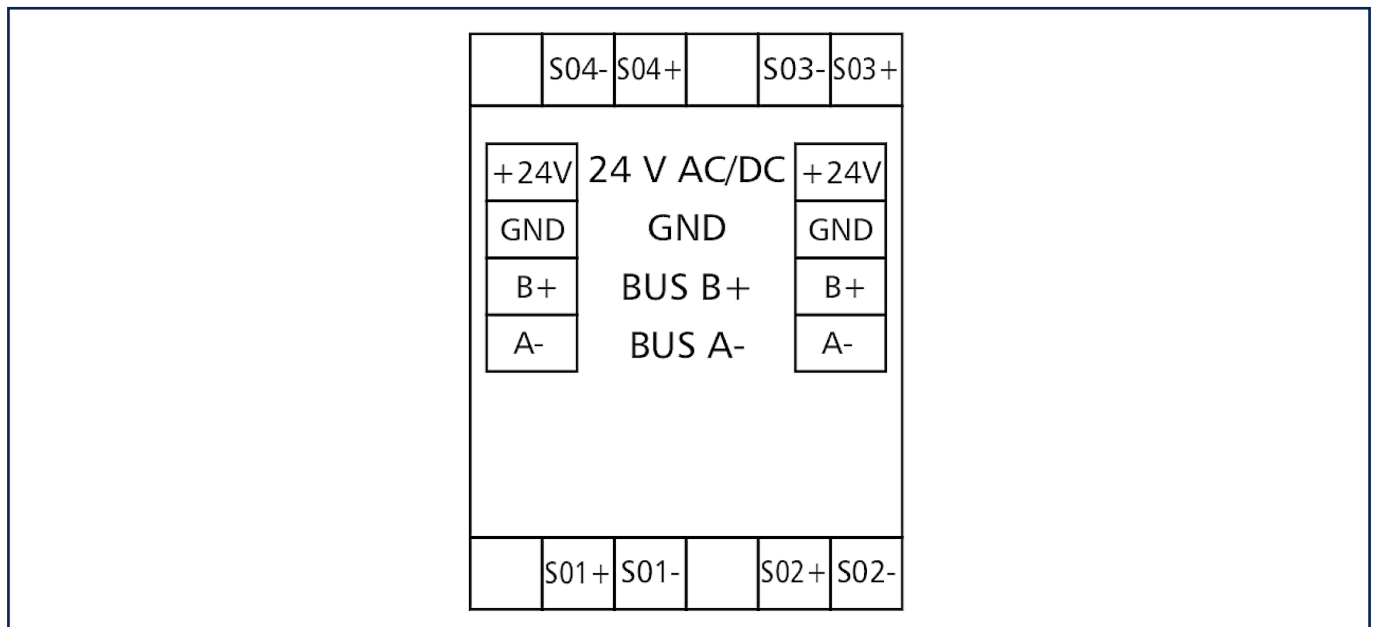 S04- S04+ S03- S03+
+24V 24 V AC/DC +24V
GND GND GND
B+ BUS B+ B+
A- BUS A- A-
S01+ S01- S02+ S02-